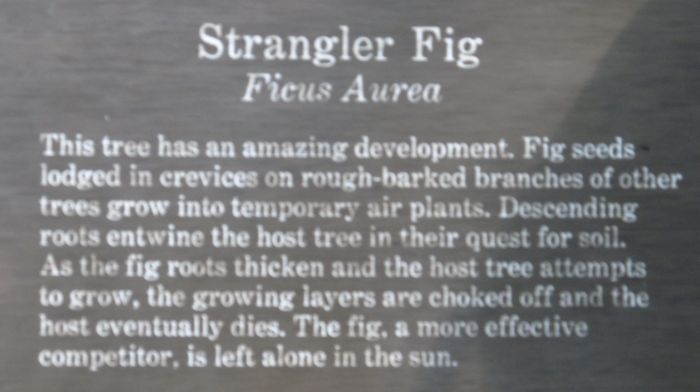 Strangler Fig
Ficus Aurea
This tree has an amazing development. Fig seeds
lodged in crevices on rough-barked branches of other
trees grow into temporary air plants. Descending
roots entwine the host tree in their quest for soil.
As the fig roots thicken and the host tree attempts
to grow, the growing layers are choked off and the
host eventually dies. The fig, a more effective
competitor, is left alone in the sun.